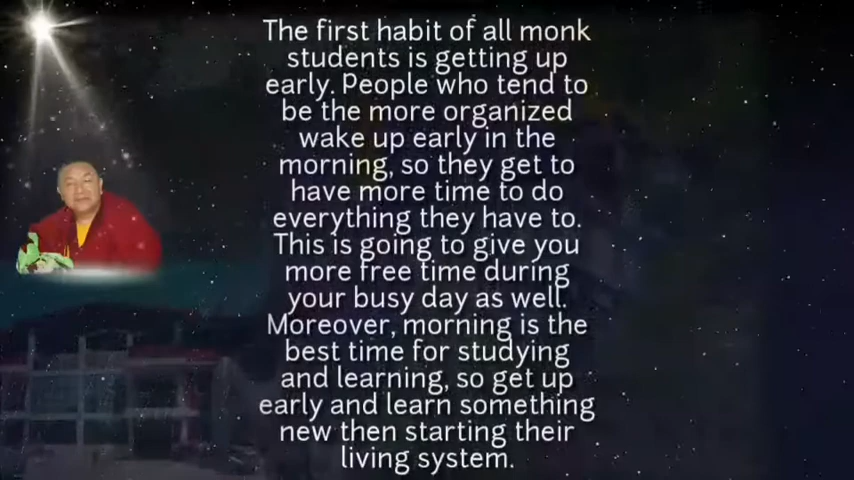 The first habit of all monk
students is getting up
early. People who tend to
be the more organized
wake up early in the
morning, so they get to
have more time to do
everything they have to.
This is going to give you
more free time during
your busy day as well.
Moreover, morning is the
best time for studying
and learning, so get up
early and learn something
new then starting their
living system.